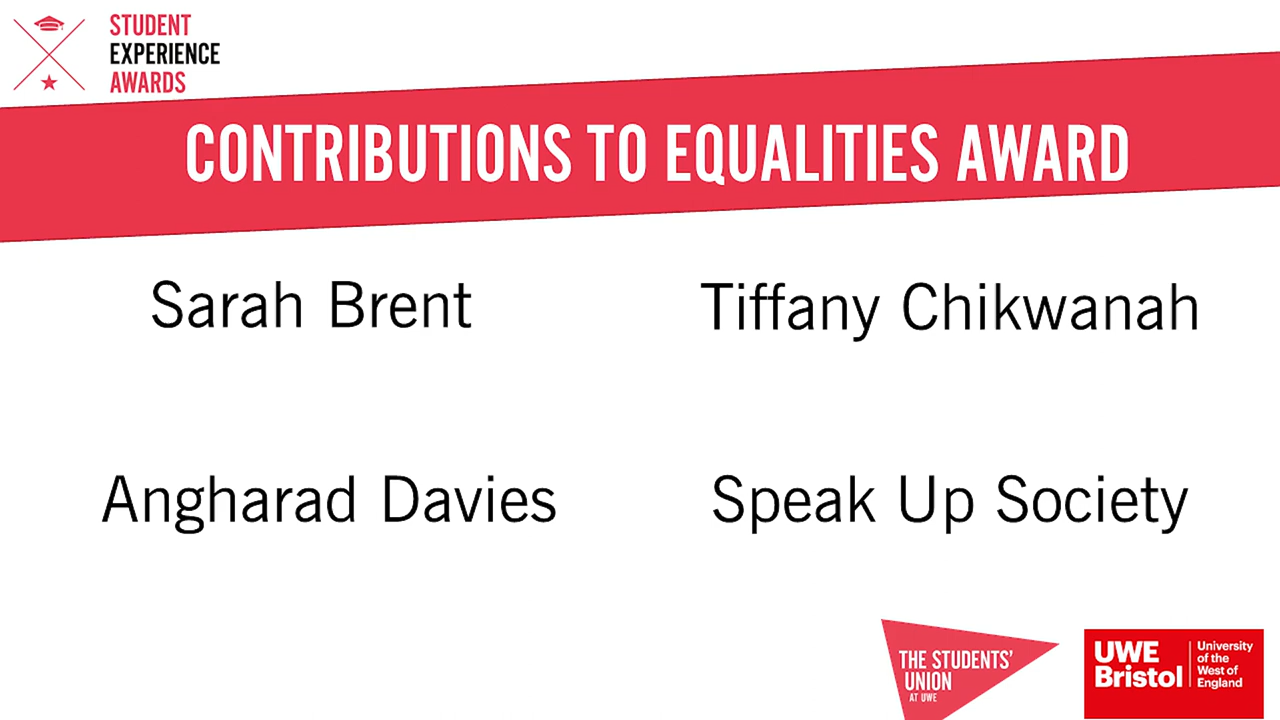 STUDENT
EXPERIENCE
AWARDS
CONTRIBUTIONS TO EQUALITIES AWARD
Sarah Brent
Tiffany Chikwanah
Angharad Davies
Speak Up Society
THE STUDENTS'
UNION
AT UWE
UWE
Bristol
University
of the
West of
England